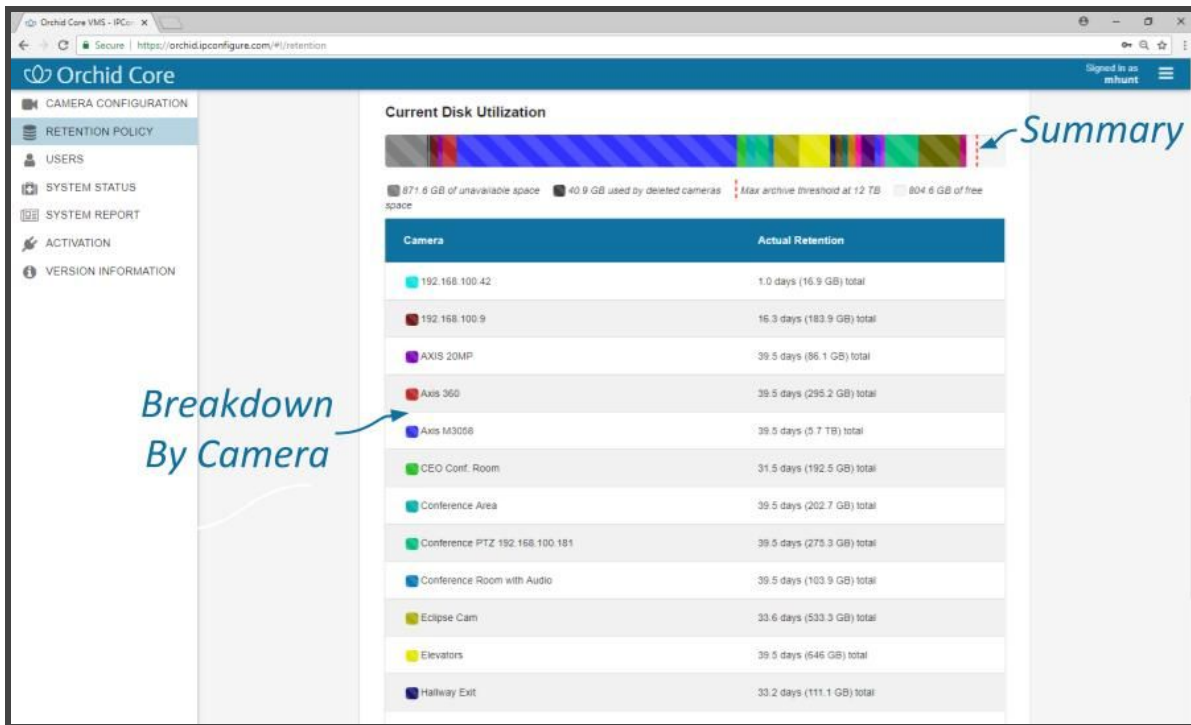 Orchid Core VMS - IPCo
Secure | https://orchid.ipconfigure.com/#!/retention
Orchid Core
Signed in as
mhunt
CAMERA CONFIGURATION
RETENTION POLICY
USERS
SYSTEM STATUS
SYSTEM REPORT
ACTIVATION
VERSION INFORMATION
Current Disk Utilization
Summary
871.6 GB of unavailable space 40.9 GB used by deleted cameras Max archive threshold at 12 TB 804.6 GB of free
space
Camera Actual Retention
192.168.100.42 1.0 days (16.9 GB) total
192.168.100.9 16.3 days (183.9 GB) total
AXIS 20MP 39.5 days (86.1 GB) total
Axis 360 39.5 days (295.2 GB) total
Axis M3058 39.5 days (5.7 TB) total
CEO Conf. Room 31.5 days (192.5 GB) total
Conference Area 39.5 days (202.7 GB) total
Conference PTZ 192.168.100.181 39.5 days (275.3 GB) total
Conference Room with Audio 39.5 days (103.9 GB) total
Eclipse Cam 33.6 days (533.3 GB) total
Elevators 39.5 days (646 GB) total
Hallway Exit 33.2 days (111.1 GB) total
Breakdown
By Camera